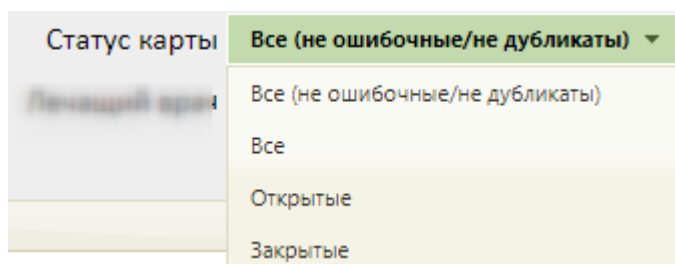 Статус карты Все (не ошибочные/не дубликаты)
Все (не ошибочные/не дубликаты)
Все
Открытые
Закрытые